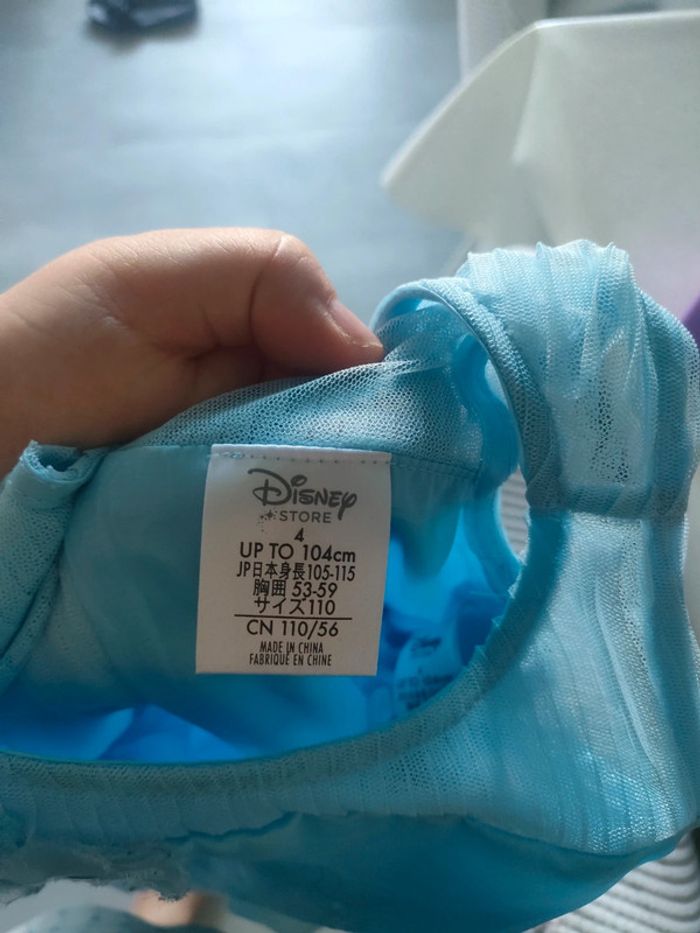 Disney
STORE
4
UP TO 104cm
JP日本身長105-115
胸囲 53-59
サイズ110
CN 110/56
MADE IN CHINA
FABRIQUÉ EN CHINE